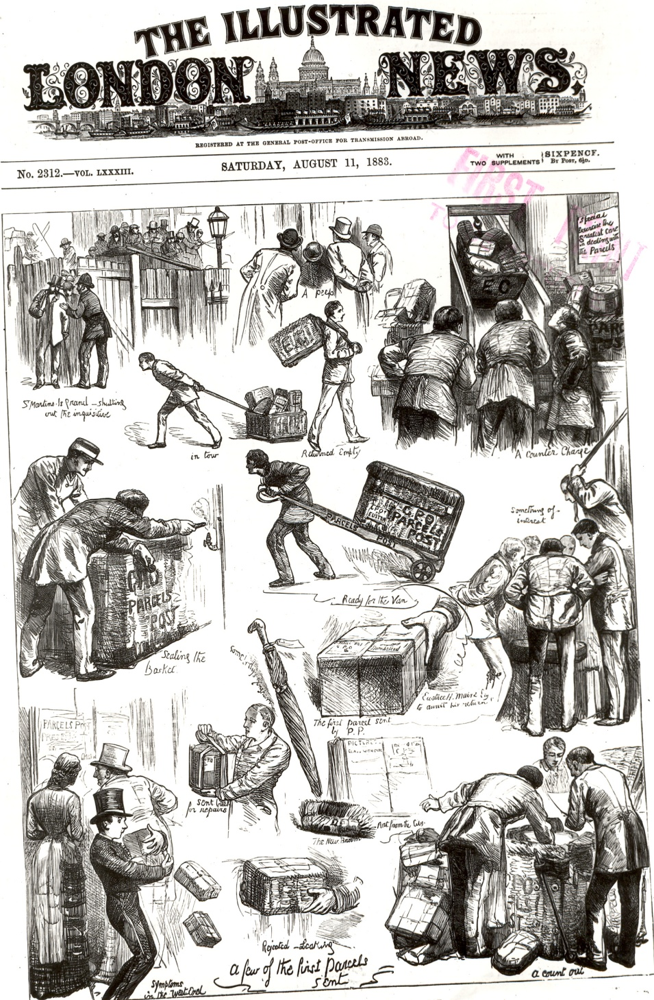 THE ILLUSTRATED
LONDON NEWS.
REGISTERED AT THE GENERAL POST-OFFICE FOR TRANSMISSION ABROAD.
No. 2312.—VOL. LXXXIII.
SATURDAY, AUGUST 11, 1883.
WITH
TWO SUPPLEMENTS
SIXPENCE.
BY POST, 6½D.
FIRST
Special
Exercise the
Greatest Care
in dealing with
the Parcels
EC
A peep
PARCELS
POST
St Martins-le-Grand – shutting
out the inquisitive
in tow
Returned Empty
A Counter Charge
Something of
interest
G.P.O.
PARCELS
POST
PARCELS
POST
Ready for the Van
PARCELS
POST
Sealing the
Basket.
Eustace H. Maire Esq
to await his return
The first parcel sent
by P.P.
PARCELS POST
sent back
for repairs
The New Broom
Art from the City
Rejected – Leaking
A few of the first Parcels
Sent
Symptoms
in the West End
a count out